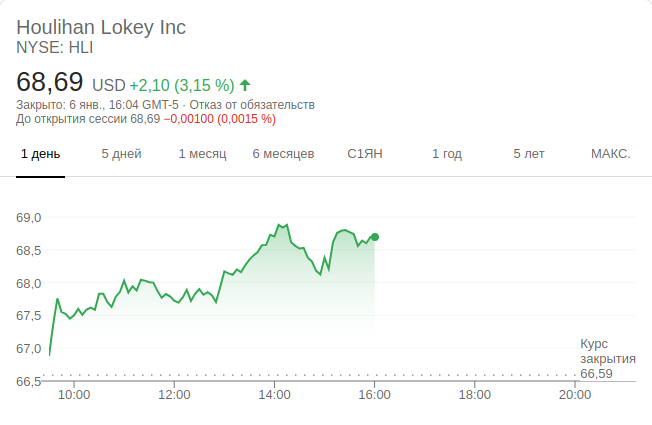 Houlihan Lokey Inc
NYSE: HLI
68,69 USD +2,10 (3,15 %)
Закрыто: 6 янв., 16:04 GMT-5 · Отказ от обязательств
До открытия сессии 68,69 −0,00100 (0,0015 %)
1 день 5 дней 1 месяц 6 месяцев С1ЯН 1 год 5 лет МАКС.
69,0
68,5
68,0
67,5
67,0
66,5
Курс
закрытия
66,59
10:00 12:00 14:00 16:00 18:00 20:00